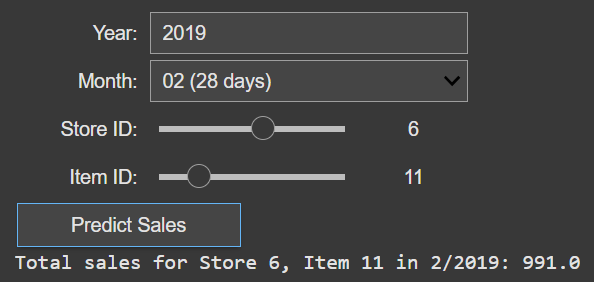 Year: 2019
Month: 02 (28 days)
Store ID: 6
Item ID: 11
Predict Sales
Total sales for Store 6, Item 11 in 2/2019: 991.0